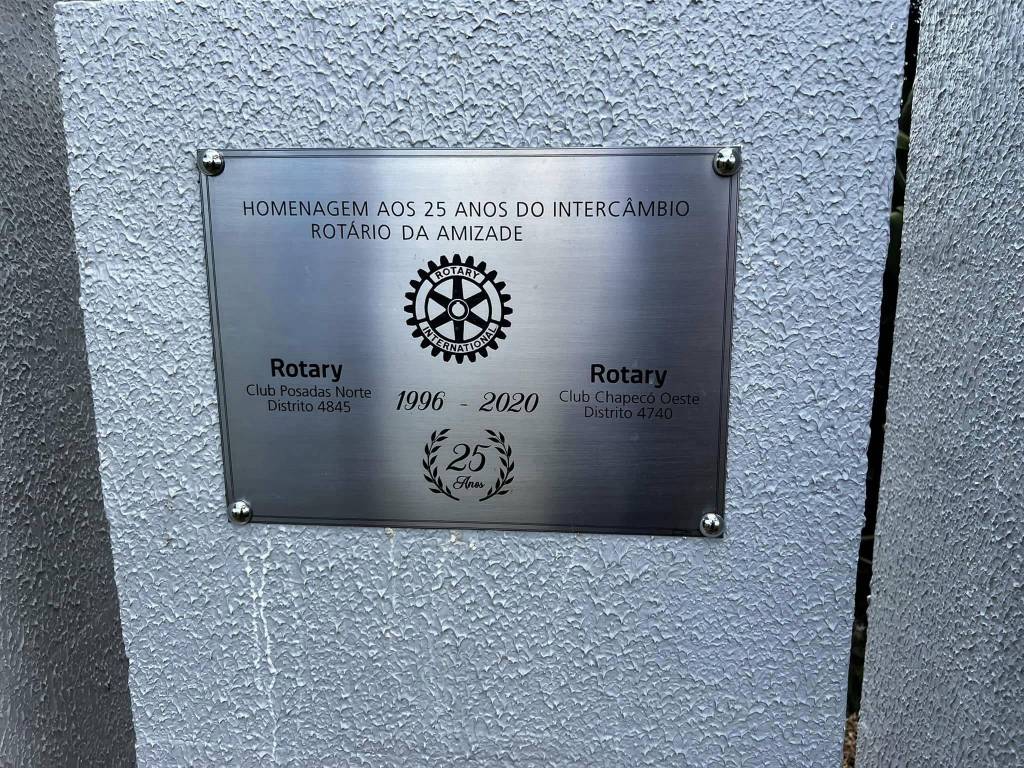 HOMENAGEM AOS 25 ANOS DO INTERCÂMBIO
ROTÁRIO DA AMIZADE
ROTARY
INTERNATIONAL
Rotary
Club Posadas Norte
Distrito 4845
1996 - 2020
Rotary
Club Chapecó Oeste
Distrito 4740
25
Anos